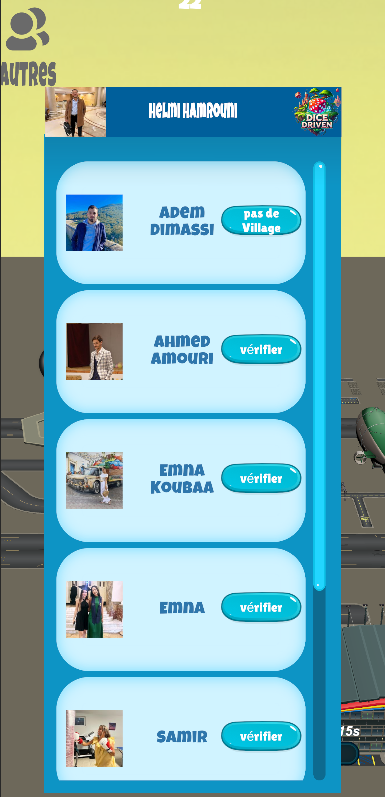 22
AUTRES
HELMI HAMROUNI
DICE
DRIVEN
ADEM
DIMASSI
pas de
Village
AHMED
AMOURI
vérifier
EMNA
KOUBAA
vérifier
EMNA
vérifier
SAMIR
vérifier
15s